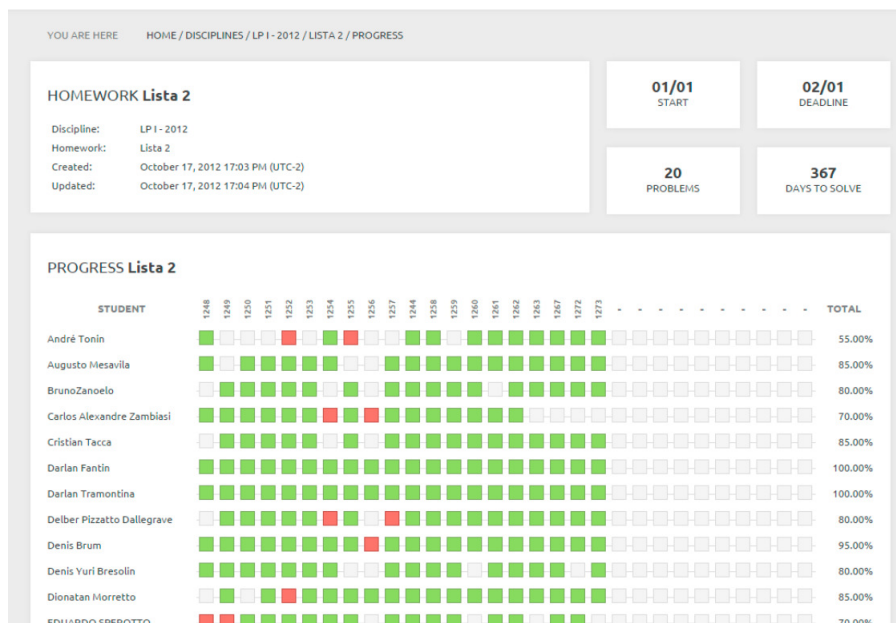 YOU ARE HERE HOME / DISCIPLINES / LP I - 2012 / LISTA 2 / PROGRESS
HOMEWORK Lista 2
Discipline: LP I - 2012
Homework: Lista 2
Created: October 17, 2012 17:03 PM (UTC-2)
Updated: October 17, 2012 17:04 PM (UTC-2)
01/01
START
02/01
DEADLINE
20
PROBLEMS
367
DAYS TO SOLVE
PROGRESS Lista 2
STUDENT 1248 1249 1250 1251 1252 1253 1254 1255 1256 1257 1244 1258 1259 1260 1261 1262 1263 1267 1272 1273 - - - - - - - - - - TOTAL
André Tonin 55.00%
Augusto Mesavila 85.00%
BrunoZanoelo 80.00%
Carlos Alexandre Zambiasi 70.00%
Cristian Tacca 85.00%
Darlan Fantin 100.00%
Darlan Tramontina 100.00%
Delber Pizzatto Dallegrave 80.00%
Denis Brum 95.00%
Denis Yuri Bresolin 80.00%
Dionatan Morretto 85.00%
EDUARDO SPEROTTO 70.00%